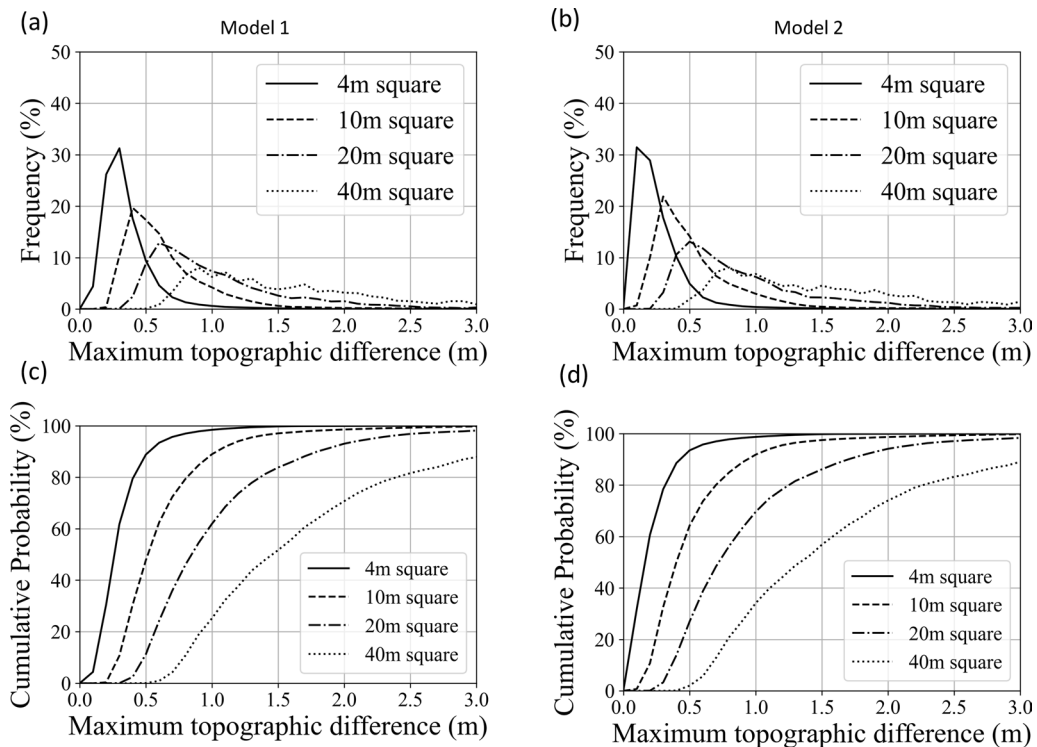 (a)
Model 1
50
40
30
20
10
0
Frequency (%)
4m square
10m square
20m square
40m square
0.0 0.5 1.0 1.5 2.0 2.5 3.0
Maximum topographic difference (m)
(b)
Model 2
50
40
30
20
10
0
Frequency (%)
4m square
10m square
20m square
40m square
0.0 0.5 1.0 1.5 2.0 2.5 3.0
Maximum topographic difference (m)
(c)
100
80
60
40
20
0
Cumulative Probability (%)
4m square
10m square
20m square
40m square
0.0 0.5 1.0 1.5 2.0 2.5 3.0
Maximum topographic difference (m)
(d)
100
80
60
40
20
0
Cumulative Probability (%)
4m square
10m square
20m square
40m square
0.0 0.5 1.0 1.5 2.0 2.5 3.0
Maximum topographic difference (m)